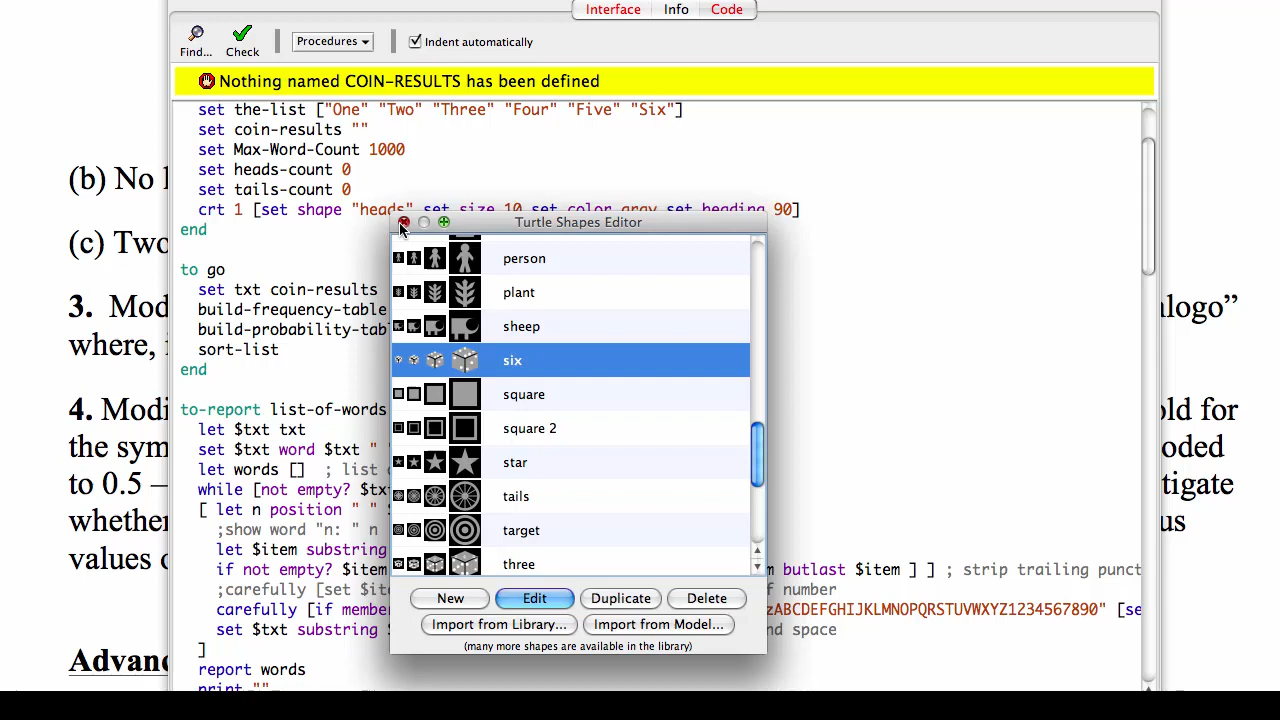 Interface Info Code
Find... Check Procedures Indent automatically
Nothing named COIN-RESULTS has been defined
set the-list ["One" "Two" "Three" "Four" "Five" "Six"]
set coin-results ""
set Max-Word-Count 1000
set heads-count 0
set tails-count 0
crt 1 [set shape "heads" set size 10 set color gray set heading 90]
end
to go
set txt coin-results
build-frequency-table
build-probability-tab
sort-list
end
to-report list-of-words
let $txt txt
set $txt word $txt "
let words [] ; list
while [not empty? $tx
[ let n position " "
;show word "n: " n
let $item substring
if not empty? $item butlast $item ] ] ; strip trailing punct
;carefully [set $it f number
carefully [if member zABCDEFGHIJKLMNOPQRSTUVWXYZ1234567890" [se
set $txt substring nd space
]
report words
print ""
Turtle Shapes Editor
person
plant
sheep
six
square
square 2
star
tails
target
three
New Edit Duplicate Delete
Import from Library... Import from Model...
(many more shapes are available in the library)
(b) No
(c) Two
3. Mod nlogo”
where, i
4. Modi old for
the sym oded
to 0.5 — tigate
whether us
values o
Advan